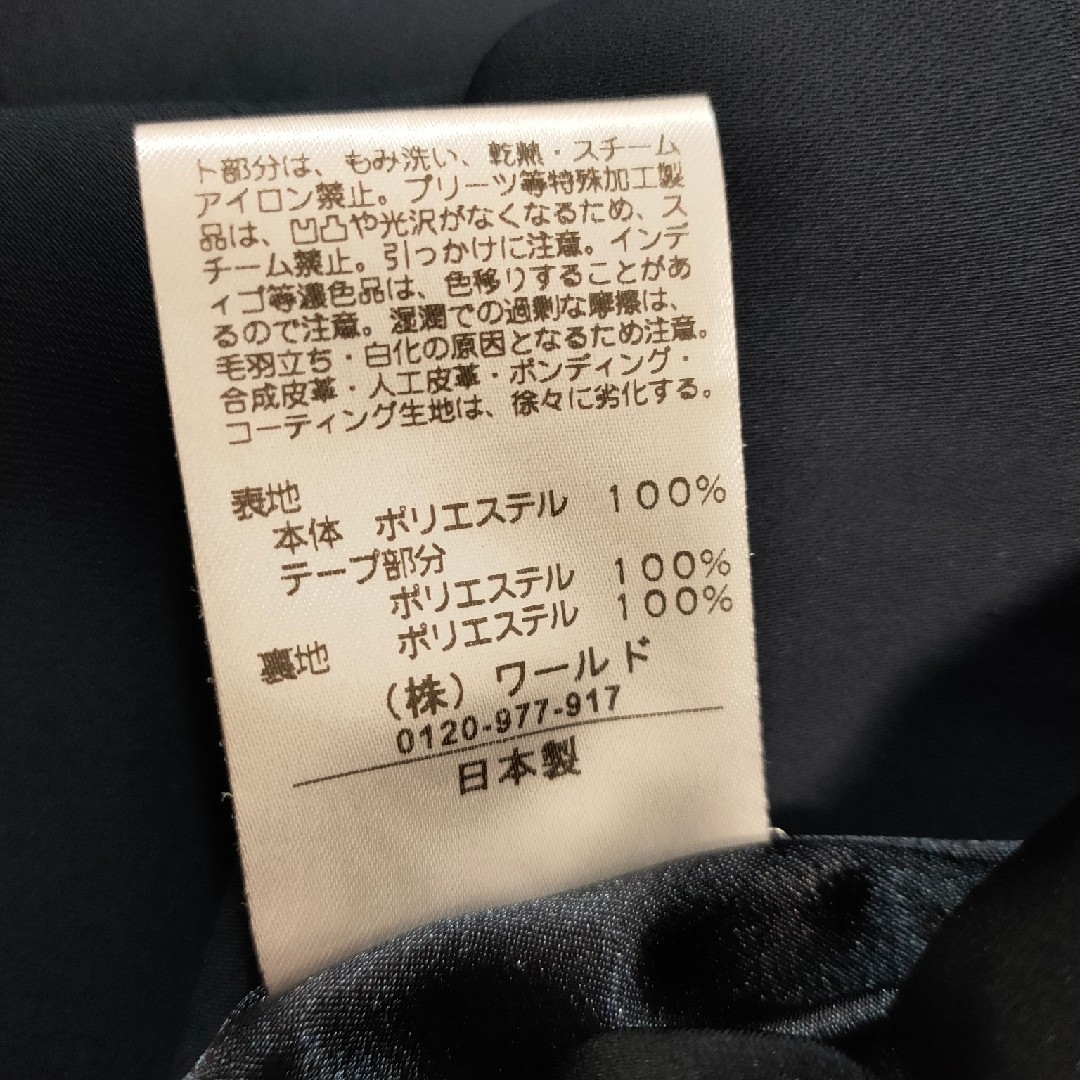 ト部分は、もみ洗い、乾熱・スチーム
アイロン禁止。プリーツ等特殊加工製
品は、凹凸や光沢がなくなるため、ス
チーム禁止。引っかけに注意。インデ
ィゴ等濃色品は、色移りすることがあ
るので注意。湿潤での過剰な摩擦は、
毛羽立ち・白化の原因となるため注意。
合成皮革・人工皮革・ボンディング・
コーティング生地は、徐々に劣化する。
表地
本体 ポリエステル 100%
テープ部分
ポリエステル 100%
裏地 ポリエステル 100%
(株) ワールド
0120-977-917
日本製